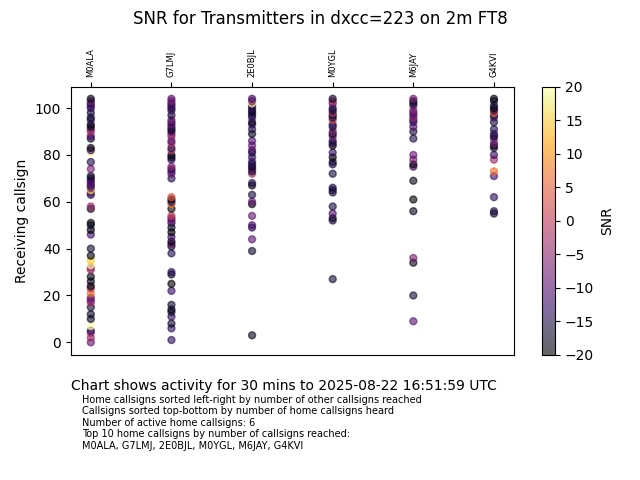 SNR for Transmitters in dxcc=223 on 2m FT8
M0ALA G7LMJ 2E0BJL M0YGL M6JAY G4KVI
100
80
60
40
20
0
Receiving callsign
20
15
10
5
0
−5
−10
−15
−20
SNR
Chart shows activity for 30 mins to 2025-08-22 16:51:59 UTC
Home callsigns sorted left-right by number of other callsigns reached
Callsigns sorted top-bottom by number of home callsigns heard
Number of active home callsigns: 6
Top 10 home callsigns by number of callsigns reached:
M0ALA, G7LMJ, 2E0BJL, M0YGL, M6JAY, G4KVI